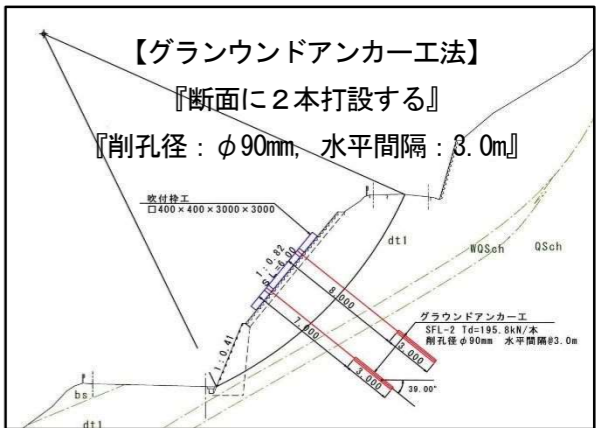 【グランウンドアンカー工法】
『断面に２本打設する』
『削孔径：φ90mm, 水平間隔：3.0m』
吹付枠工
□400×400×3000×3000
1:0.82
SL=6.00
dt1
WQSch
QSch
8.000
7.000
グラウンドアンカー工
SFL-2 Td=195.8kN/本
削孔径φ90mm 水平間隔@3.0m
3.000
3.000
39.00°
1:0.41
bs
dt1